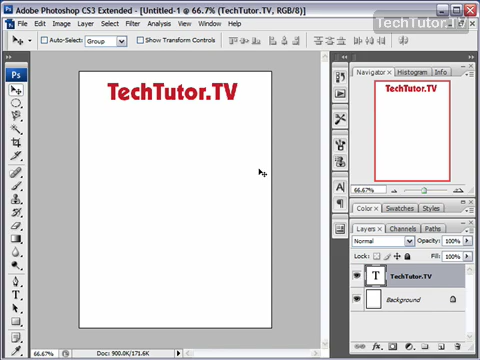 Adobe Photoshop CS3 Extended - [Untitled-1 @ 66.7% (TechTutor.TV, RGB/8)]
TechTutor.TV
File Edit Image Layer Select Filter Analysis View Window Help
Auto-Select: Group Show Transform Controls
Ps
TechTutor.TV
Navigator × Histogram Info
TechTutor.TV
66.67%
Color × Swatches Styles
Layers × Channels Paths
Normal Opacity: 100%
Lock: Fill: 100%
T TechTutor.TV
Background
66.67% Doc: 900.0K/171.6K